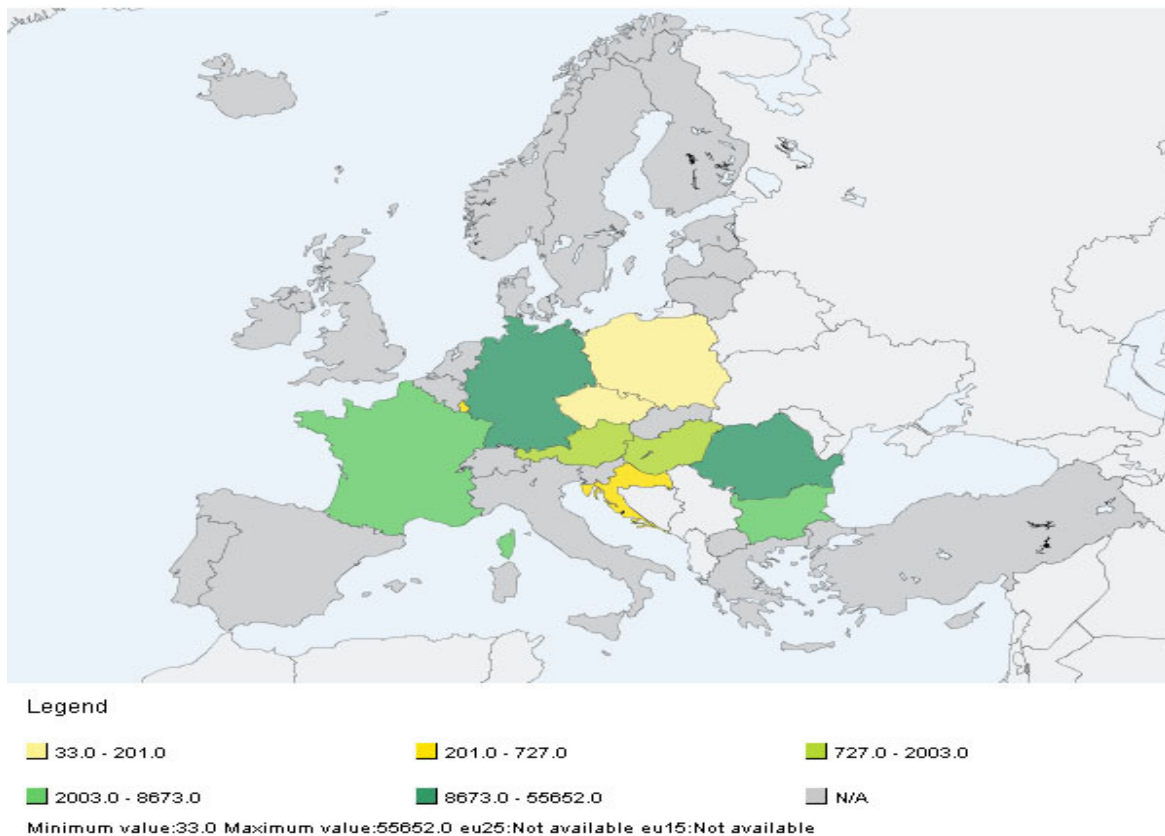 Legend
33.0 - 201.0 201.0 - 727.0 727.0 - 2003.0
2003.0 - 8673.0 8673.0 - 55652.0 N/A
Minimum value:33.0 Maximum value:55652.0 eu25:Not available eu15:Not available